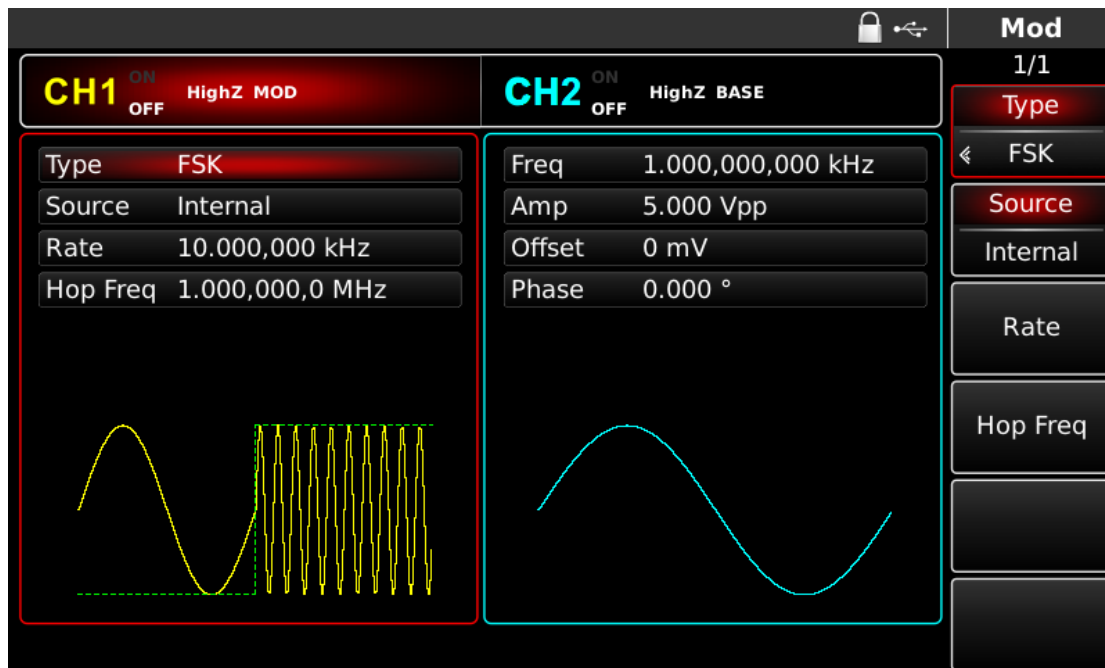 Mod
1/1
CH1 ON OFF HighZ MOD
CH2 ON OFF HighZ BASE
Type FSK
Source Internal
Rate 10.000,000 kHz
Hop Freq 1.000,000,0 MHz
Freq 1.000,000,000 kHz
Amp 5.000 Vpp
Offset 0 mV
Phase 0.000 °
Type
FSK
Source
Internal
Rate
Hop Freq